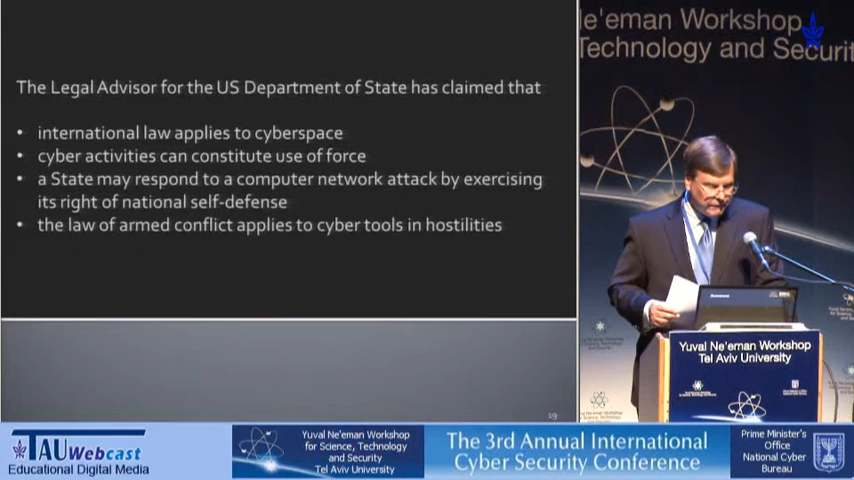 The Legal Advisor for the US Department of State has claimed that
• international law applies to cyberspace
• cyber activities can constitute use of force
• a State may respond to a computer network attack by exercising
its right of national self-defense
• the law of armed conflict applies to cyber tools in hostilities
19
Ne'eman Workshop
Technology and Securit
Yuval Ne'eman Workshop
Tel Aviv University
TAU Webcast
Educational Digital Media
Yuval Ne'eman Workshop
for Science, Technology
and Security
Tel Aviv University
The 3rd Annual International
Cyber Security Conference
Prime Minister's
Office
National Cyber
Bureau